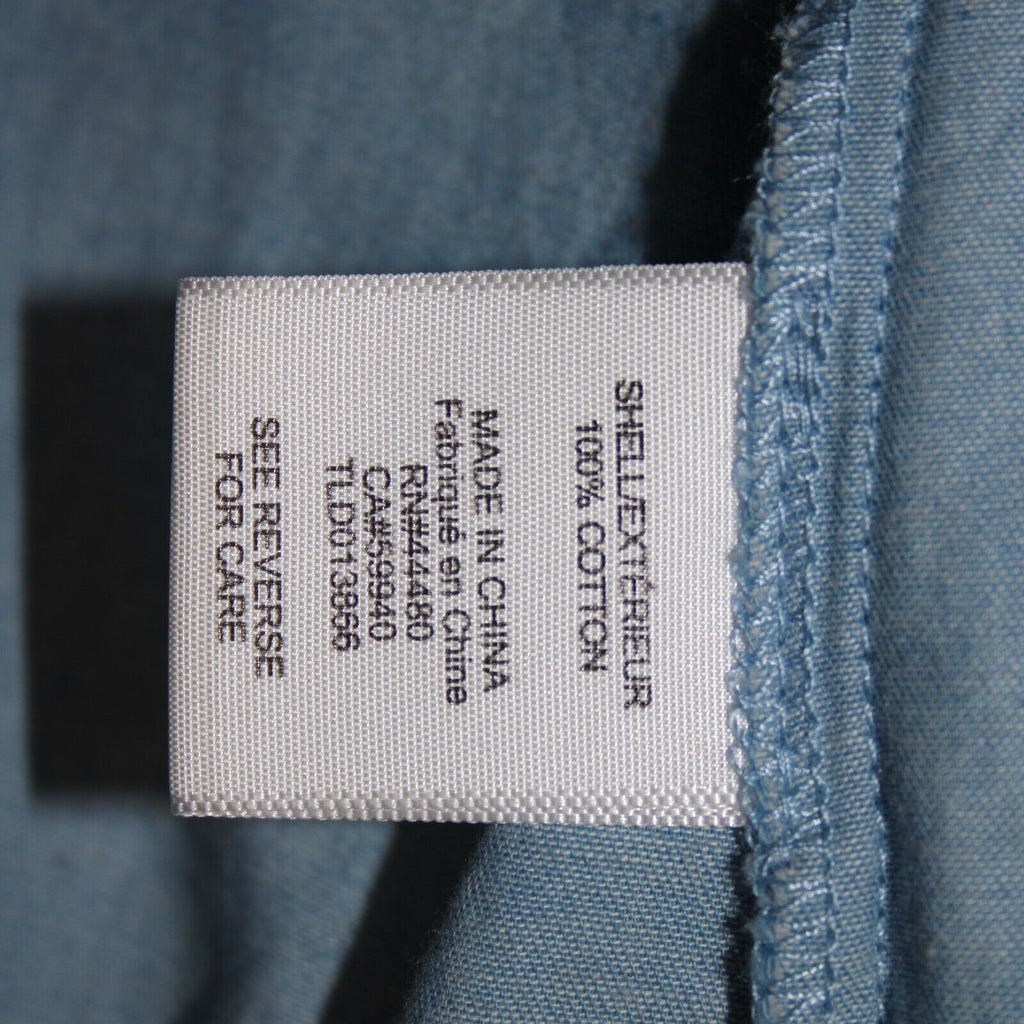 SHELL/EXTÉRIEUR
100% COTTON
MADE IN CHINA
Fabriqué en Chine
RN#44480
CA#59940
TLD013866
SEE REVERSE
FOR CARE